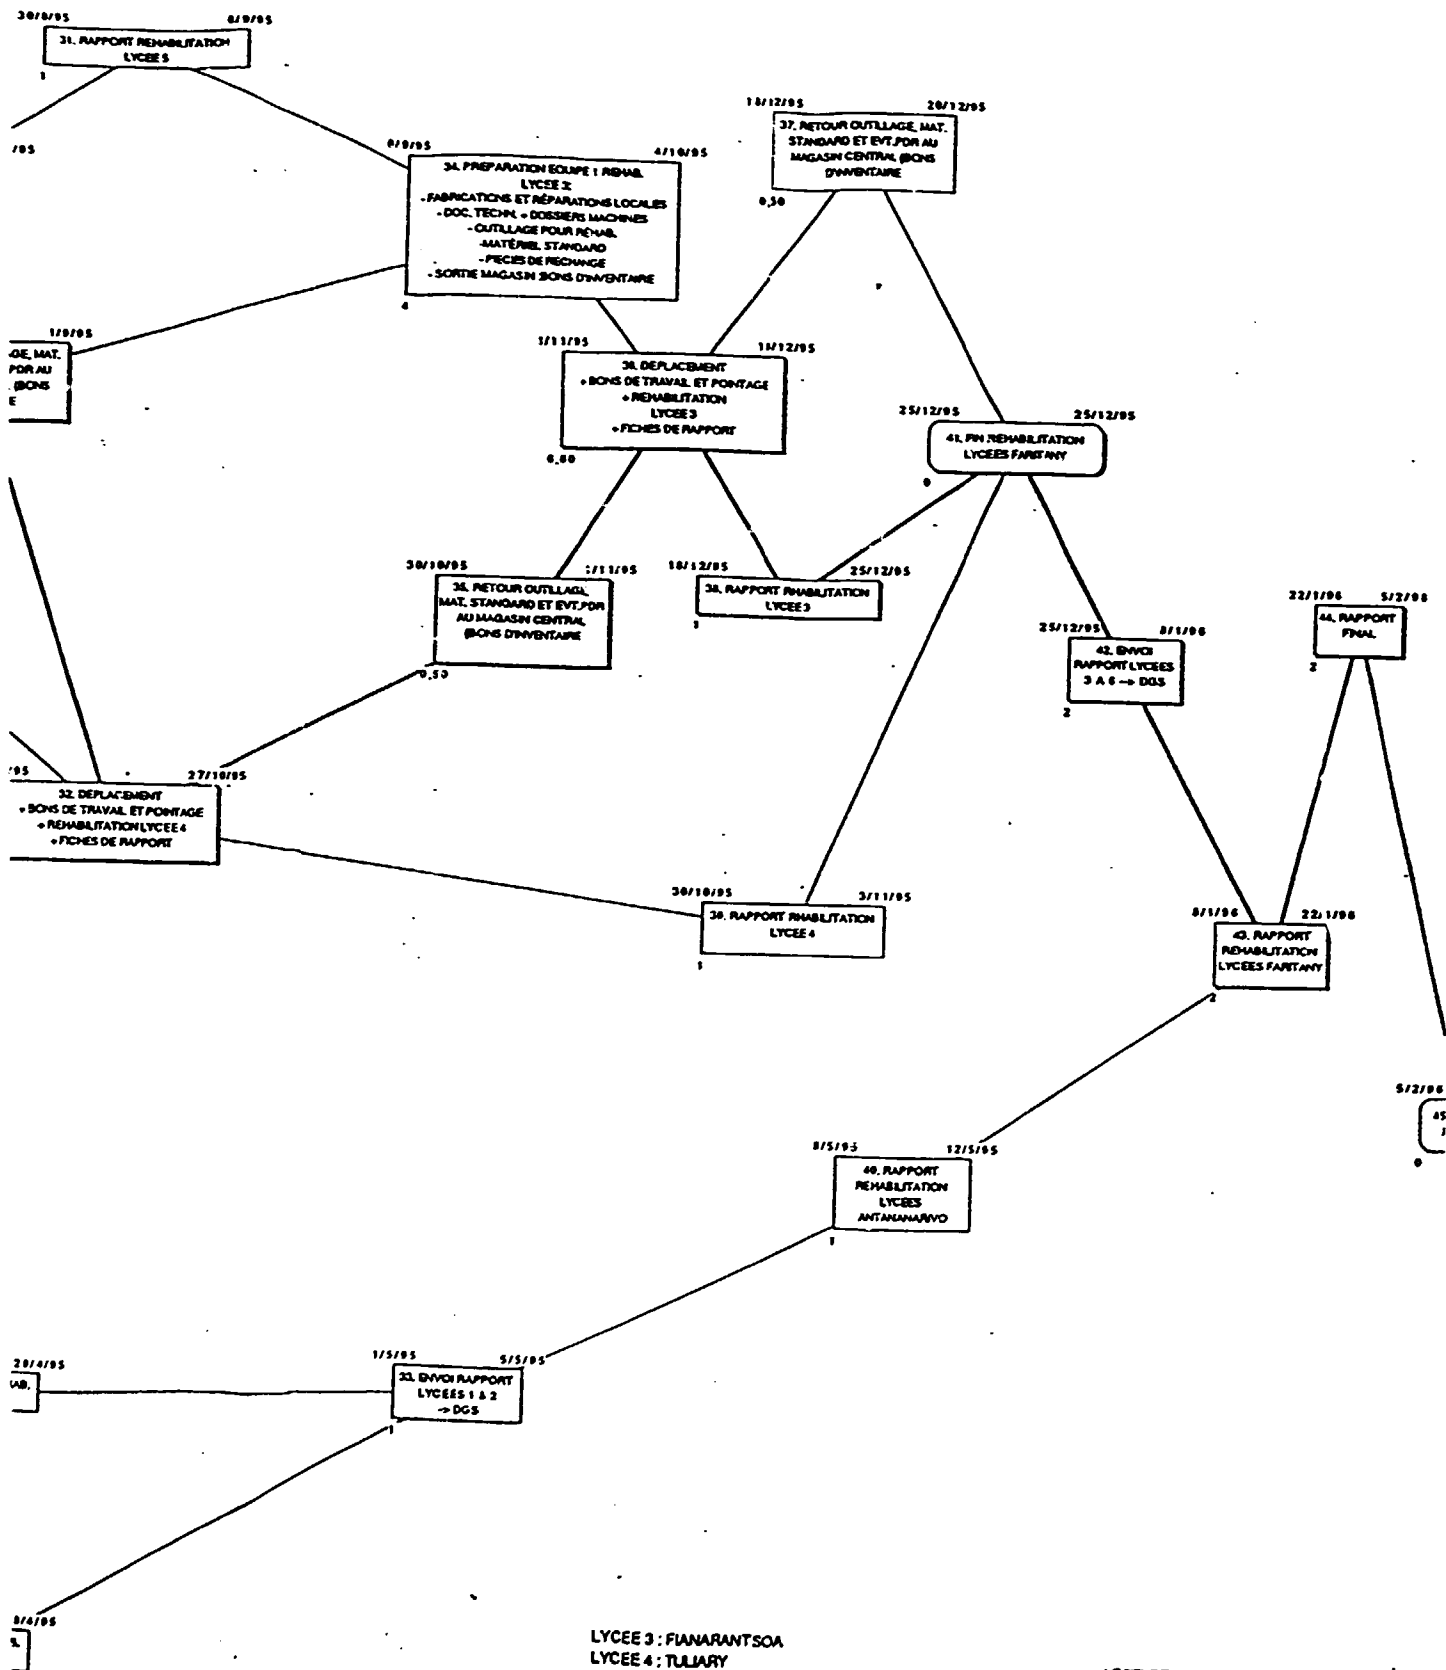 30/8/95 8/9/95
31. RAPPORT REHABILITATION
LYCEE 5
1
/95
18/12/95 20/12/95
37. RETOUR OUTILLAGE, MAT.
STANDARD ET EVT.PDR AU
MAGASIN CENTRAL (BONS
D'INVENTAIRE
0,50
4/10/95
34. PREPARATION EQUIPE 1 REHAB.
LYCEE 3:
- FABRICATIONS ET RÉPARATIONS LOCALES
- DOC. TECHN. + DOSSIERS MACHINES
- OUTILLAGE POUR REHAB.
-MATÉRIEL STANDARD
- PIECES DE RECHANGE
- SORTIE MAGASIN :BONS D'INVENTAIRE
4
1/9/95
GE, MAT.
PDR AU
. (BONS
E
1/11/95 /12/95
DEPLACEMENT
+ BONS DE TRAVAIL ET POINTAGE
+ REHABILITATION
LYCEE 3
+ FICHES DE RAPPORT
6,60
25/12/95 25/12/95
41. FIN REHABILITATION
LYCEES FARITANY
0
30/10/95 /11/95
RETOUR OUTILLAGE,
MAT. STANDARD ET EVT.PDR
AU MAGASIN CENTRAL
(BONS D'INVENTAIRE
0,50
18/12/95 25/12/95
RAPPORT RHABILITATION
LYCEE 3
1
25/12/95 8/1/96
42. ENVOI
RAPPORT LYCEES
3 A 6 --> DGS
2
22/1/96 5/2/96
44. RAPPORT
FINAL
2
/95 27/10/95
32. DEPLACEMENT
+ BONS DE TRAVAIL ET POINTAGE
+ REHABILITATION LYCEE 4
+ FICHES DE RAPPORT
30/10/95 3/11/95
RAPPORT RHABILITATION
LYCEE 4
1
8/1/96 22/1/96
43. RAPPORT
REHABILITATION
LYCEES FARITANY
2
5/2/96
45
0
8/5/95 12/5/95
40. RAPPORT
REHABILITATION
LYCEES
ANTANANARIVO
1
/4/95
AB.
1/5/95 5/5/95
33. ENVOI RAPPORT
LYCEES 1 & 2
-> DGS
1
8/4/95
LYCEE 3 : FIANARANTSOA
LYCEE 4 : TULIARY